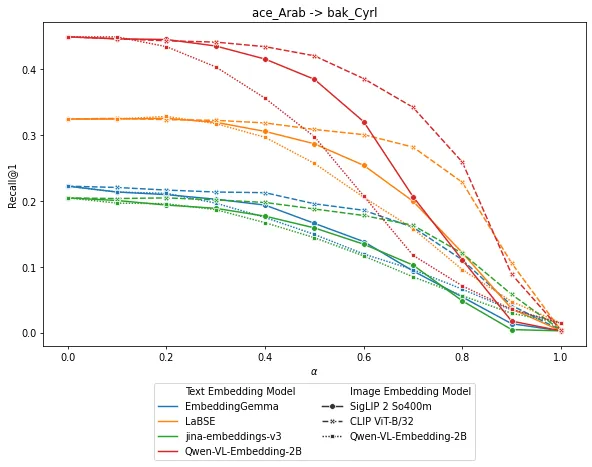 ace_Arab -> bak_Cyrl
Recall@1
0.4
0.3
0.2
0.1
0.0
0.0 0.2 0.4 0.6 0.8 1.0
α
Text Embedding Model Image Embedding Model
EmbeddingGemma SigLIP 2 So400m
LaBSE CLIP ViT-B/32
jina-embeddings-v3 Qwen-VL-Embedding-2B
Qwen-VL-Embedding-2B